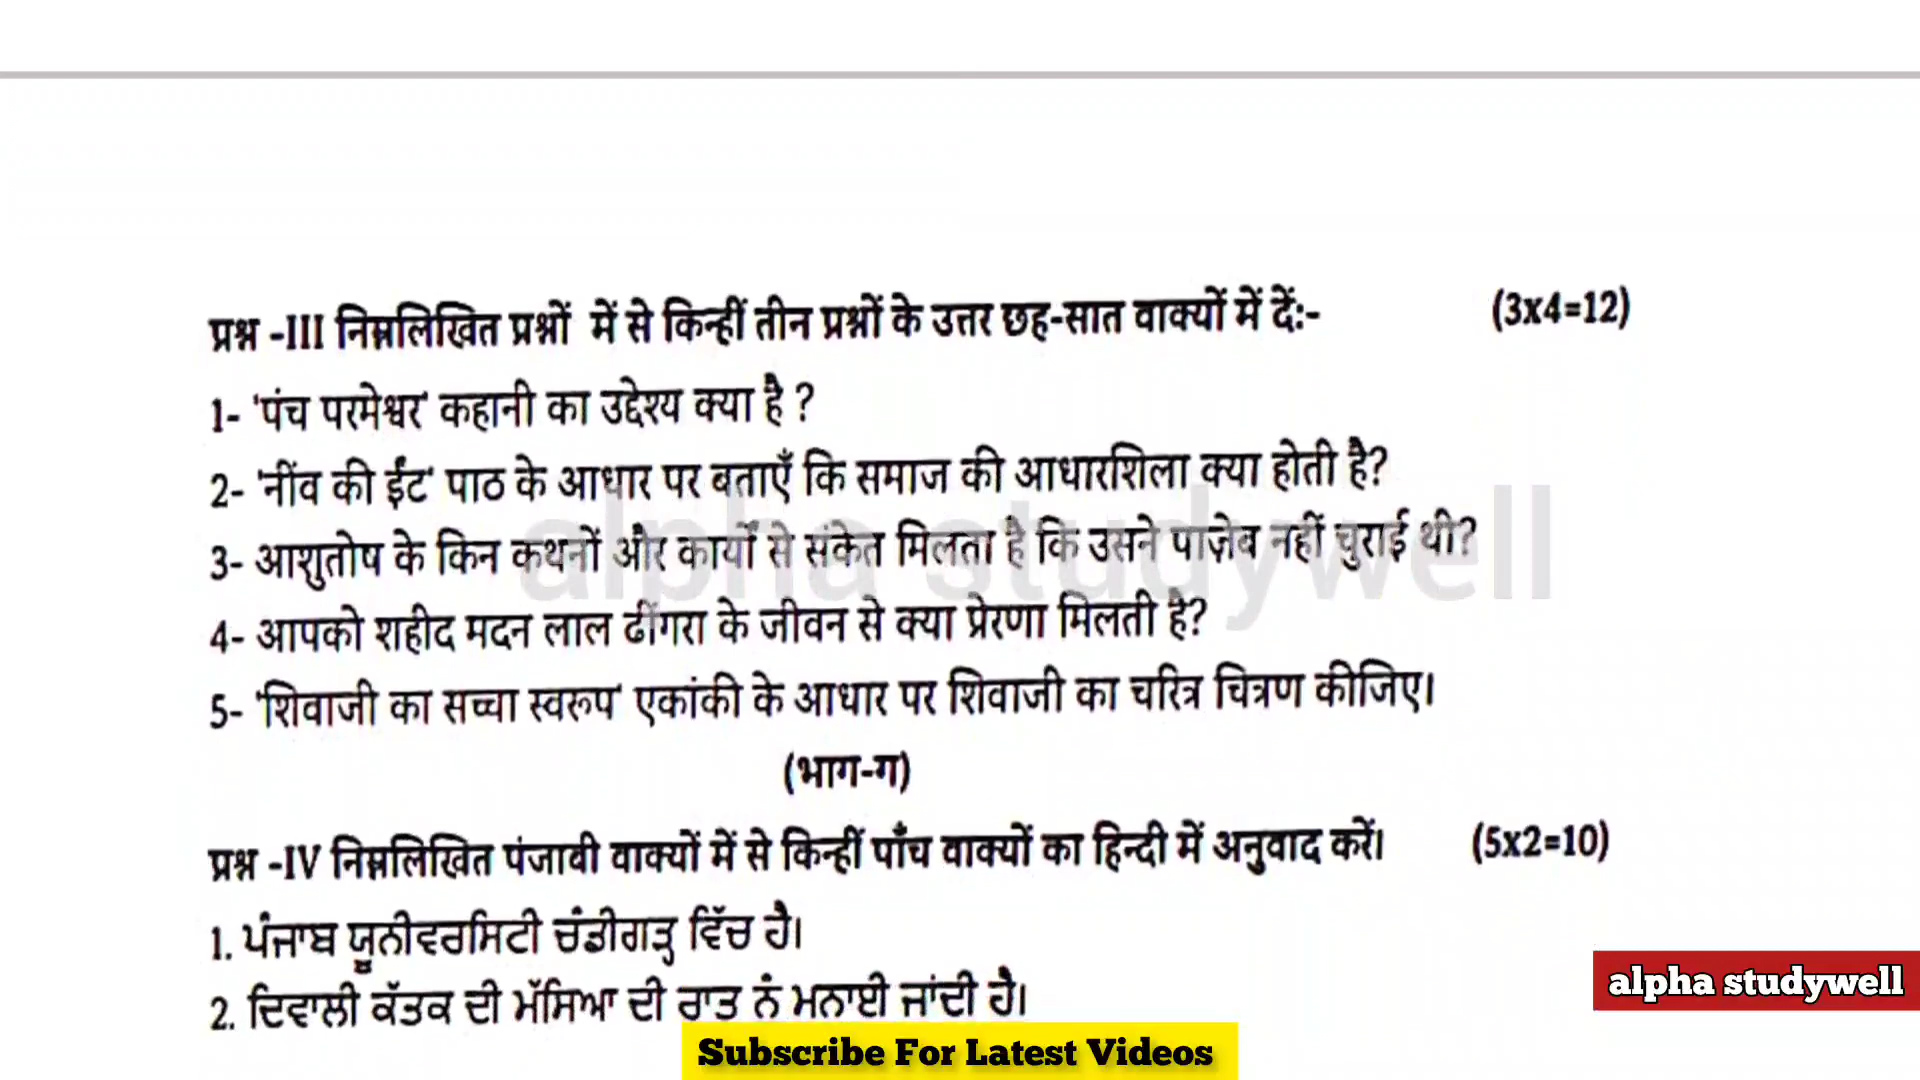 प्रश्न -III निम्नलिखित प्रश्नों में से किन्हीं तीन प्रश्नों के उत्तर छह-सात वाक्यों में दें:- (3x4=12)
1- 'पंच परमेश्वर' कहानी का उद्देश्य क्या है ?
2- 'नींव की ईंट' पाठ के आधार पर बताएँ कि समाज की आधारशिला क्या होती है?
3- आशुतोष के किन कथनों और कार्यों से संकेत मिलता है कि उसने पाज़ेब नहीं चुराई थी?
alpha studywell
4- आपको शहीद मदन लाल ढींगरा के जीवन से क्या प्रेरणा मिलती है?
5- 'शिवाजी का सच्चा स्वरूप' एकांकी के आधार पर शिवाजी का चरित्र चित्रण कीजिए।
(भाग-ग)
प्रश्न -IV निम्नलिखित पंजाबी वाक्यों में से किन्हीं पाँच वाक्यों का हिन्दी में अनुवाद करें। (5x2=10)
1. ਪੰਜਾਬ ਯੂਨੀਵਰਸਿਟੀ ਚੰਡੀਗੜ੍ਹ ਵਿੱਚ ਹੈ।
2. ਦਿਵਾਲੀ ਕੱਤਕ ਦੀ ਮੱਸਿਆ ਦੀ ਰਾਤ ਨੂੰ ਮਨਾਈ ਜਾਂਦੀ ਹੈ।
alpha studywell
Subscribe For Latest Videos